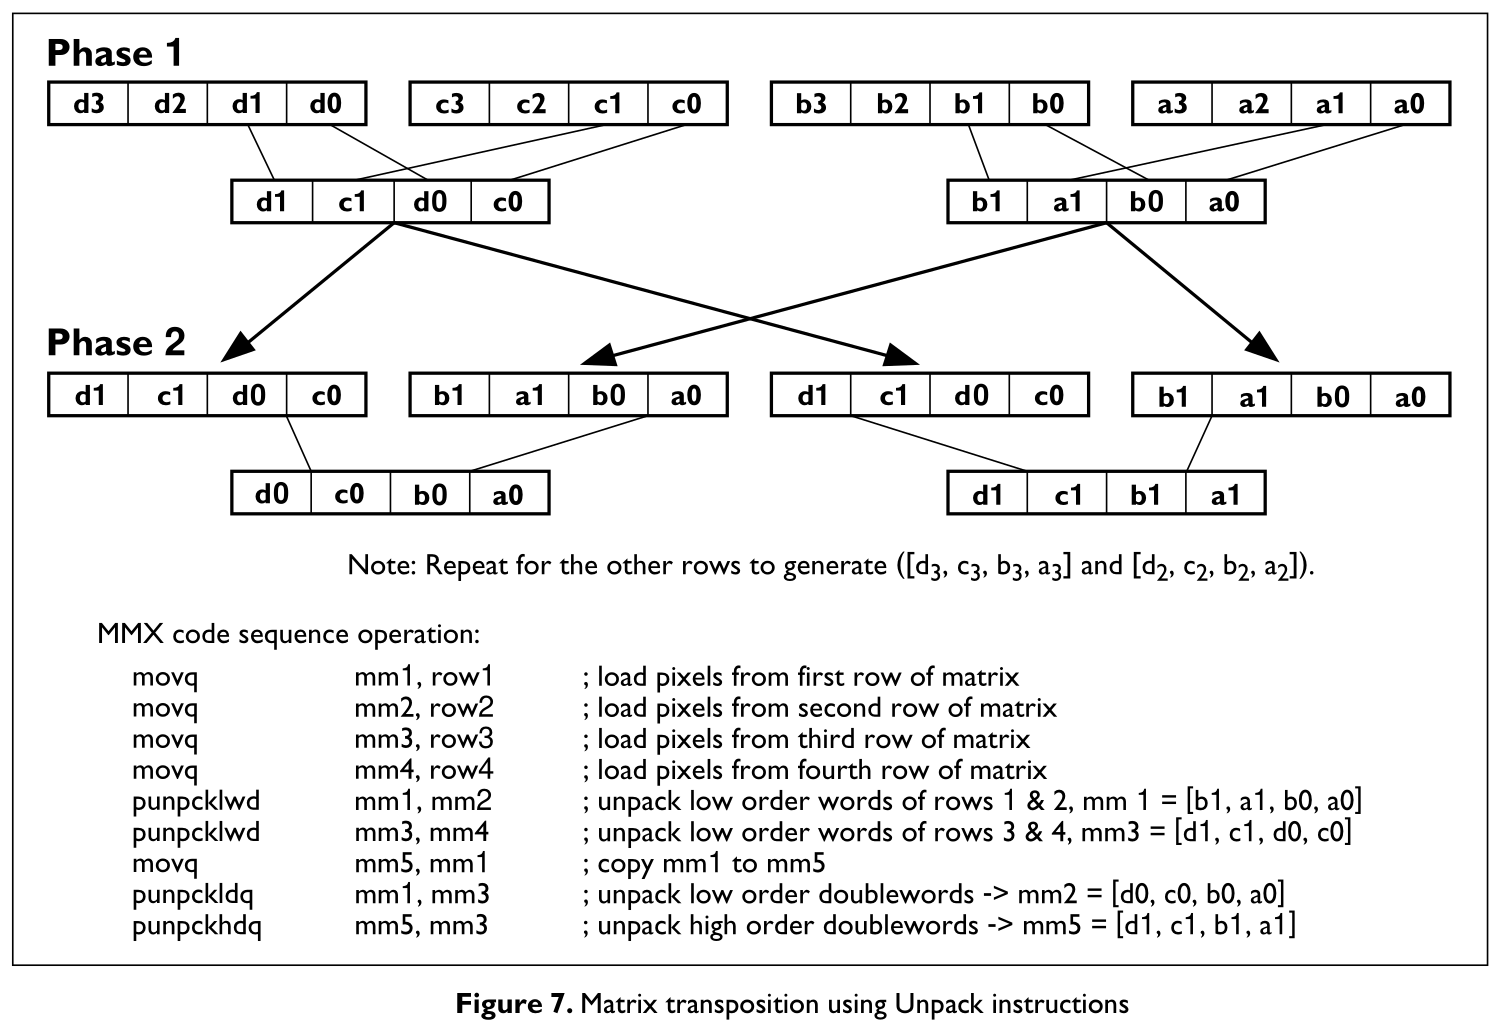 Phase 1
d3 d2 d1 d0 c3 c2 c1 c0 b3 b2 b1 b0 a3 a2 a1 a0
d1 c1 d0 c0 b1 a1 b0 a0
Phase 2
d1 c1 d0 c0 b1 a1 b0 a0 d1 c1 d0 c0 b1 a1 b0 a0
d0 c0 b0 a0 d1 c1 b1 a1
Note: Repeat for the other rows to generate ([d3, c3, b3, a3] and [d2, c2, b2, a2]).
MMX code sequence operation:
movq mm1, row1 ; load pixels from first row of matrix
movq mm2, row2 ; load pixels from second row of matrix
movq mm3, row3 ; load pixels from third row of matrix
movq mm4, row4 ; load pixels from fourth row of matrix
punpcklwd mm1, mm2 ; unpack low order words of rows 1 & 2, mm 1 = [b1, a1, b0, a0]
punpcklwd mm3, mm4 ; unpack low order words of rows 3 & 4, mm3 = [d1, c1, d0, c0]
movq mm5, mm1 ; copy mm1 to mm5
punpckldq mm1, mm3 ; unpack low order doublewords -> mm2 = [d0, c0, b0, a0]
punpckhdq mm5, mm3 ; unpack high order doublewords -> mm5 = [d1, c1, b1, a1]
Figure 7. Matrix transposition using Unpack instructions